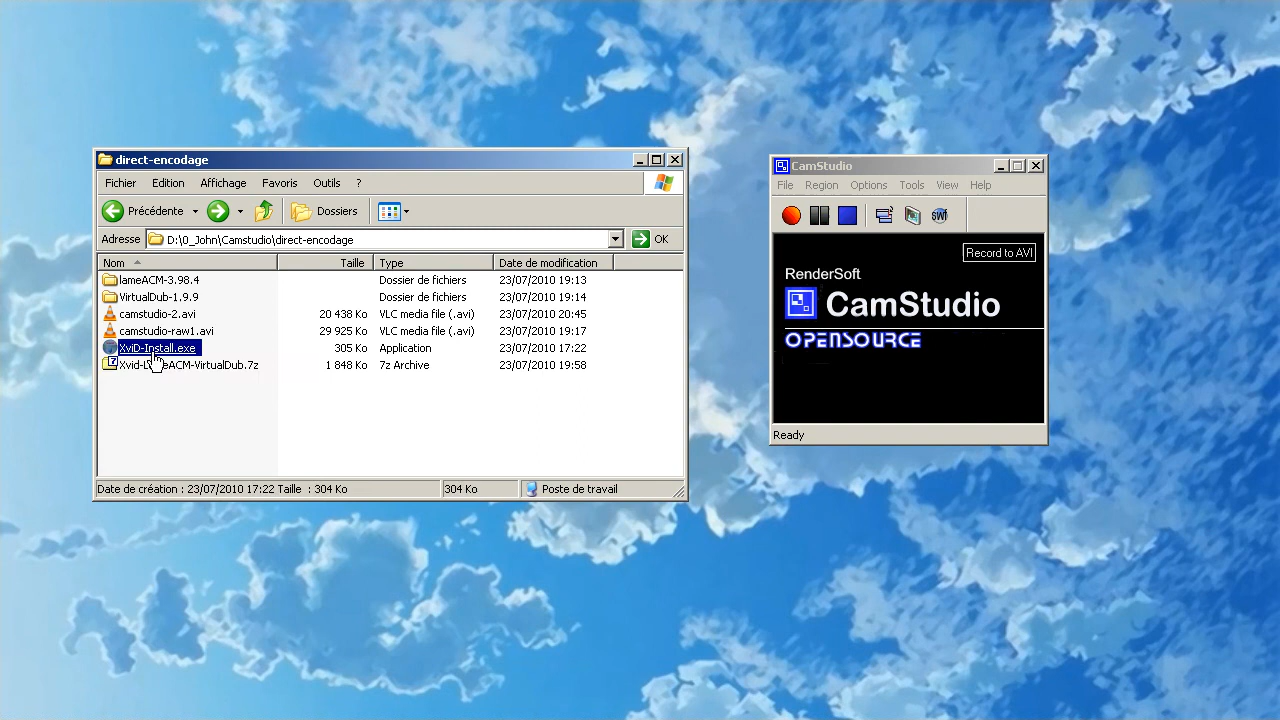 direct-encodage
Fichier Edition Affichage Favoris Outils ?
Précédente Dossiers
Adresse D:\0_John\Camstudio\direct-encodage OK
Nom Taille Type Date de modification
lameACM-3.98.4 Dossier de fichiers 23/07/2010 19:13
VirtualDub-1.9.9 Dossier de fichiers 23/07/2010 19:14
camstudio-2.avi 20 436 Ko VLC media file (.avi) 23/07/2010 20:45
camstudio-raw1.avi 29 925 Ko VLC media file (.avi) 23/07/2010 19:17
XviD-Install.exe 305 Ko Application 23/07/2010 17:22
1 848 Ko 7z Archive 23/07/2010 19:58
Date de création : 23/07/2010 17:22 Taille : 304 Ko 304 Ko Poste de travail
CamStudio
File Region Options Tools View Help
SWF
Record to AVI
RenderSoft
CamStudio
OPENSOURCE
Ready